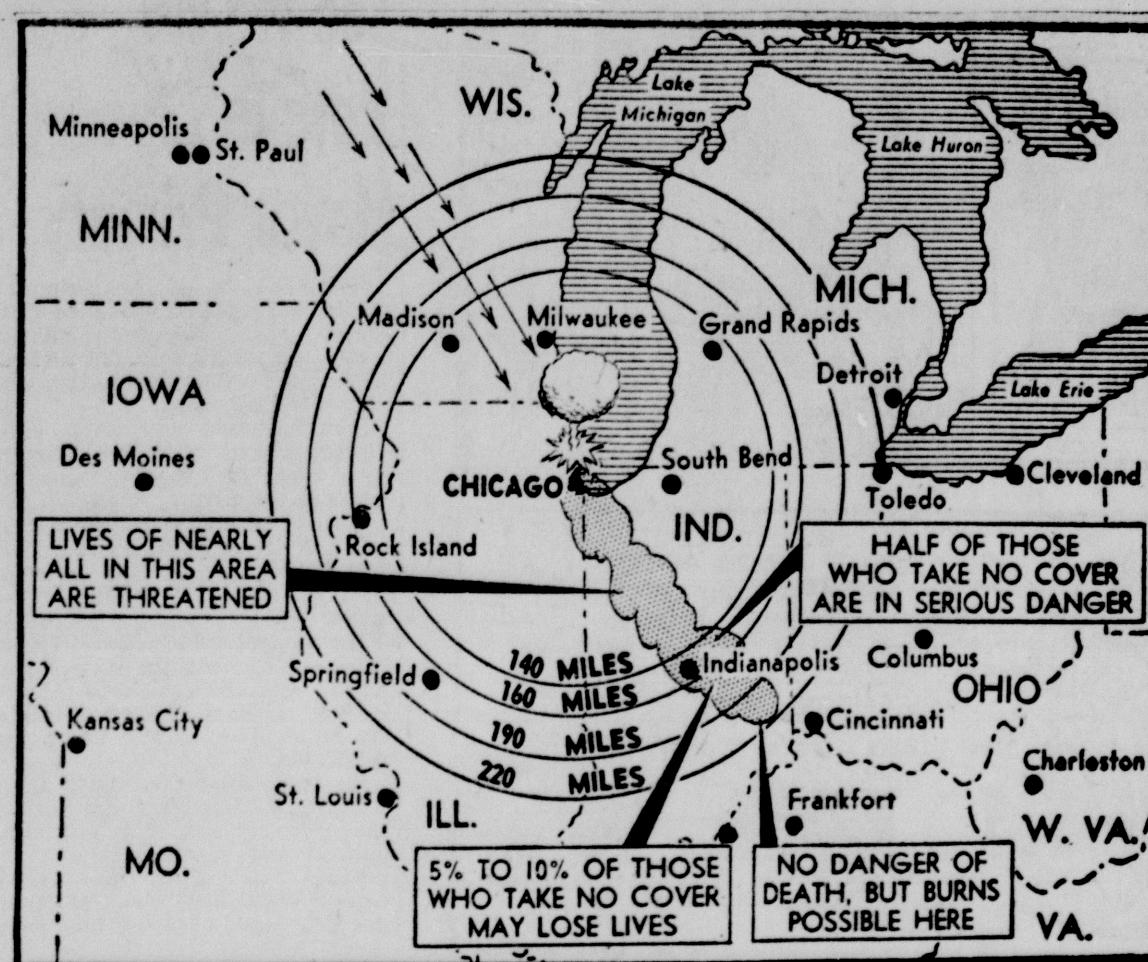 WIS.
Lake
Michigan
Lake Huron
Minneapolis
St. Paul
MINN.
MICH.
Madison
Milwaukee
Grand Rapids
Detroit
IOWA
Lake Erie
Des Moines
South Bend
Cleveland
CHICAGO
Toledo
IND.
LIVES OF NEARLY
ALL IN THIS AREA
ARE THREATENED
Rock Island
HALF OF THOSE
WHO TAKE NO COVER
ARE IN SERIOUS DANGER
140 MILES
Indianapolis
Columbus
Springfield
160 MILES
OHIO
Kansas City
190 MILES
Cincinnati
220 MILES
Charleston
St. Louis
ILL.
Frankfort
W. VA.
MO.
5% TO 10% OF THOSE
WHO TAKE NO COVER
MAY LOSE LIVES
NO DANGER OF
DEATH, BUT BURNS
POSSIBLE HERE
VA.